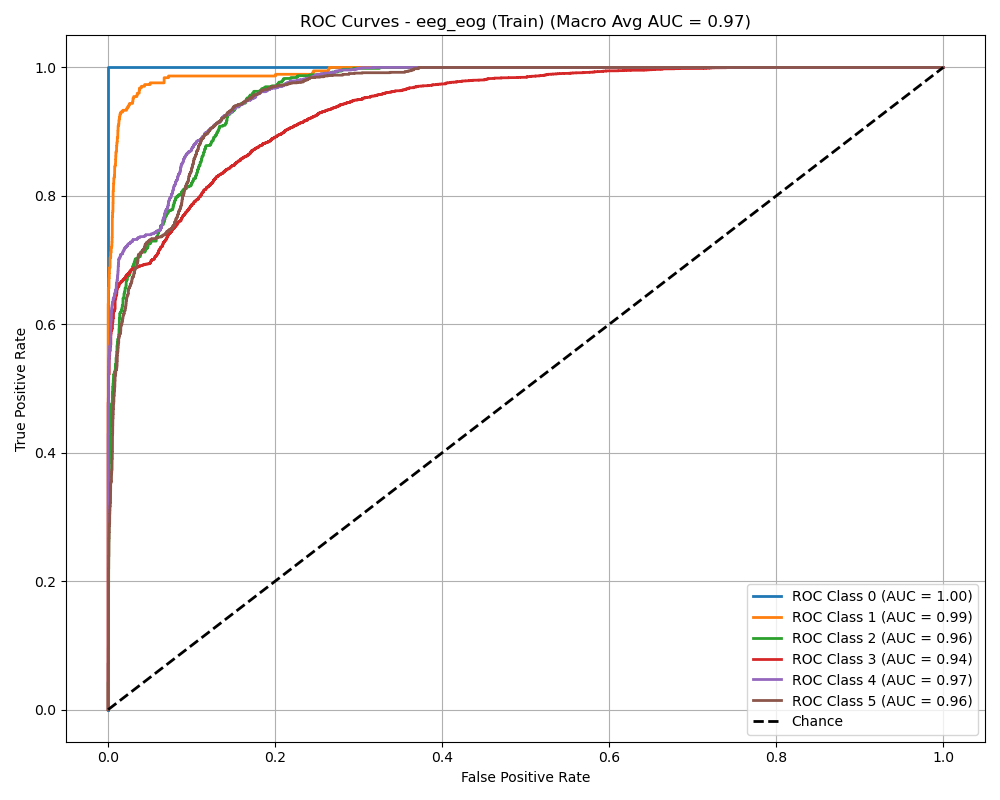 ROC Curves - eeg_eog (Train) (Macro Avg AUC = 0.97)
True Positive Rate
1.0
0.8
0.6
0.4
0.2
0.0
0.0 0.2 0.4 0.6 0.8 1.0
False Positive Rate
ROC Class 0 (AUC = 1.00)
ROC Class 1 (AUC = 0.99)
ROC Class 2 (AUC = 0.96)
ROC Class 3 (AUC = 0.94)
ROC Class 4 (AUC = 0.97)
ROC Class 5 (AUC = 0.96)
Chance